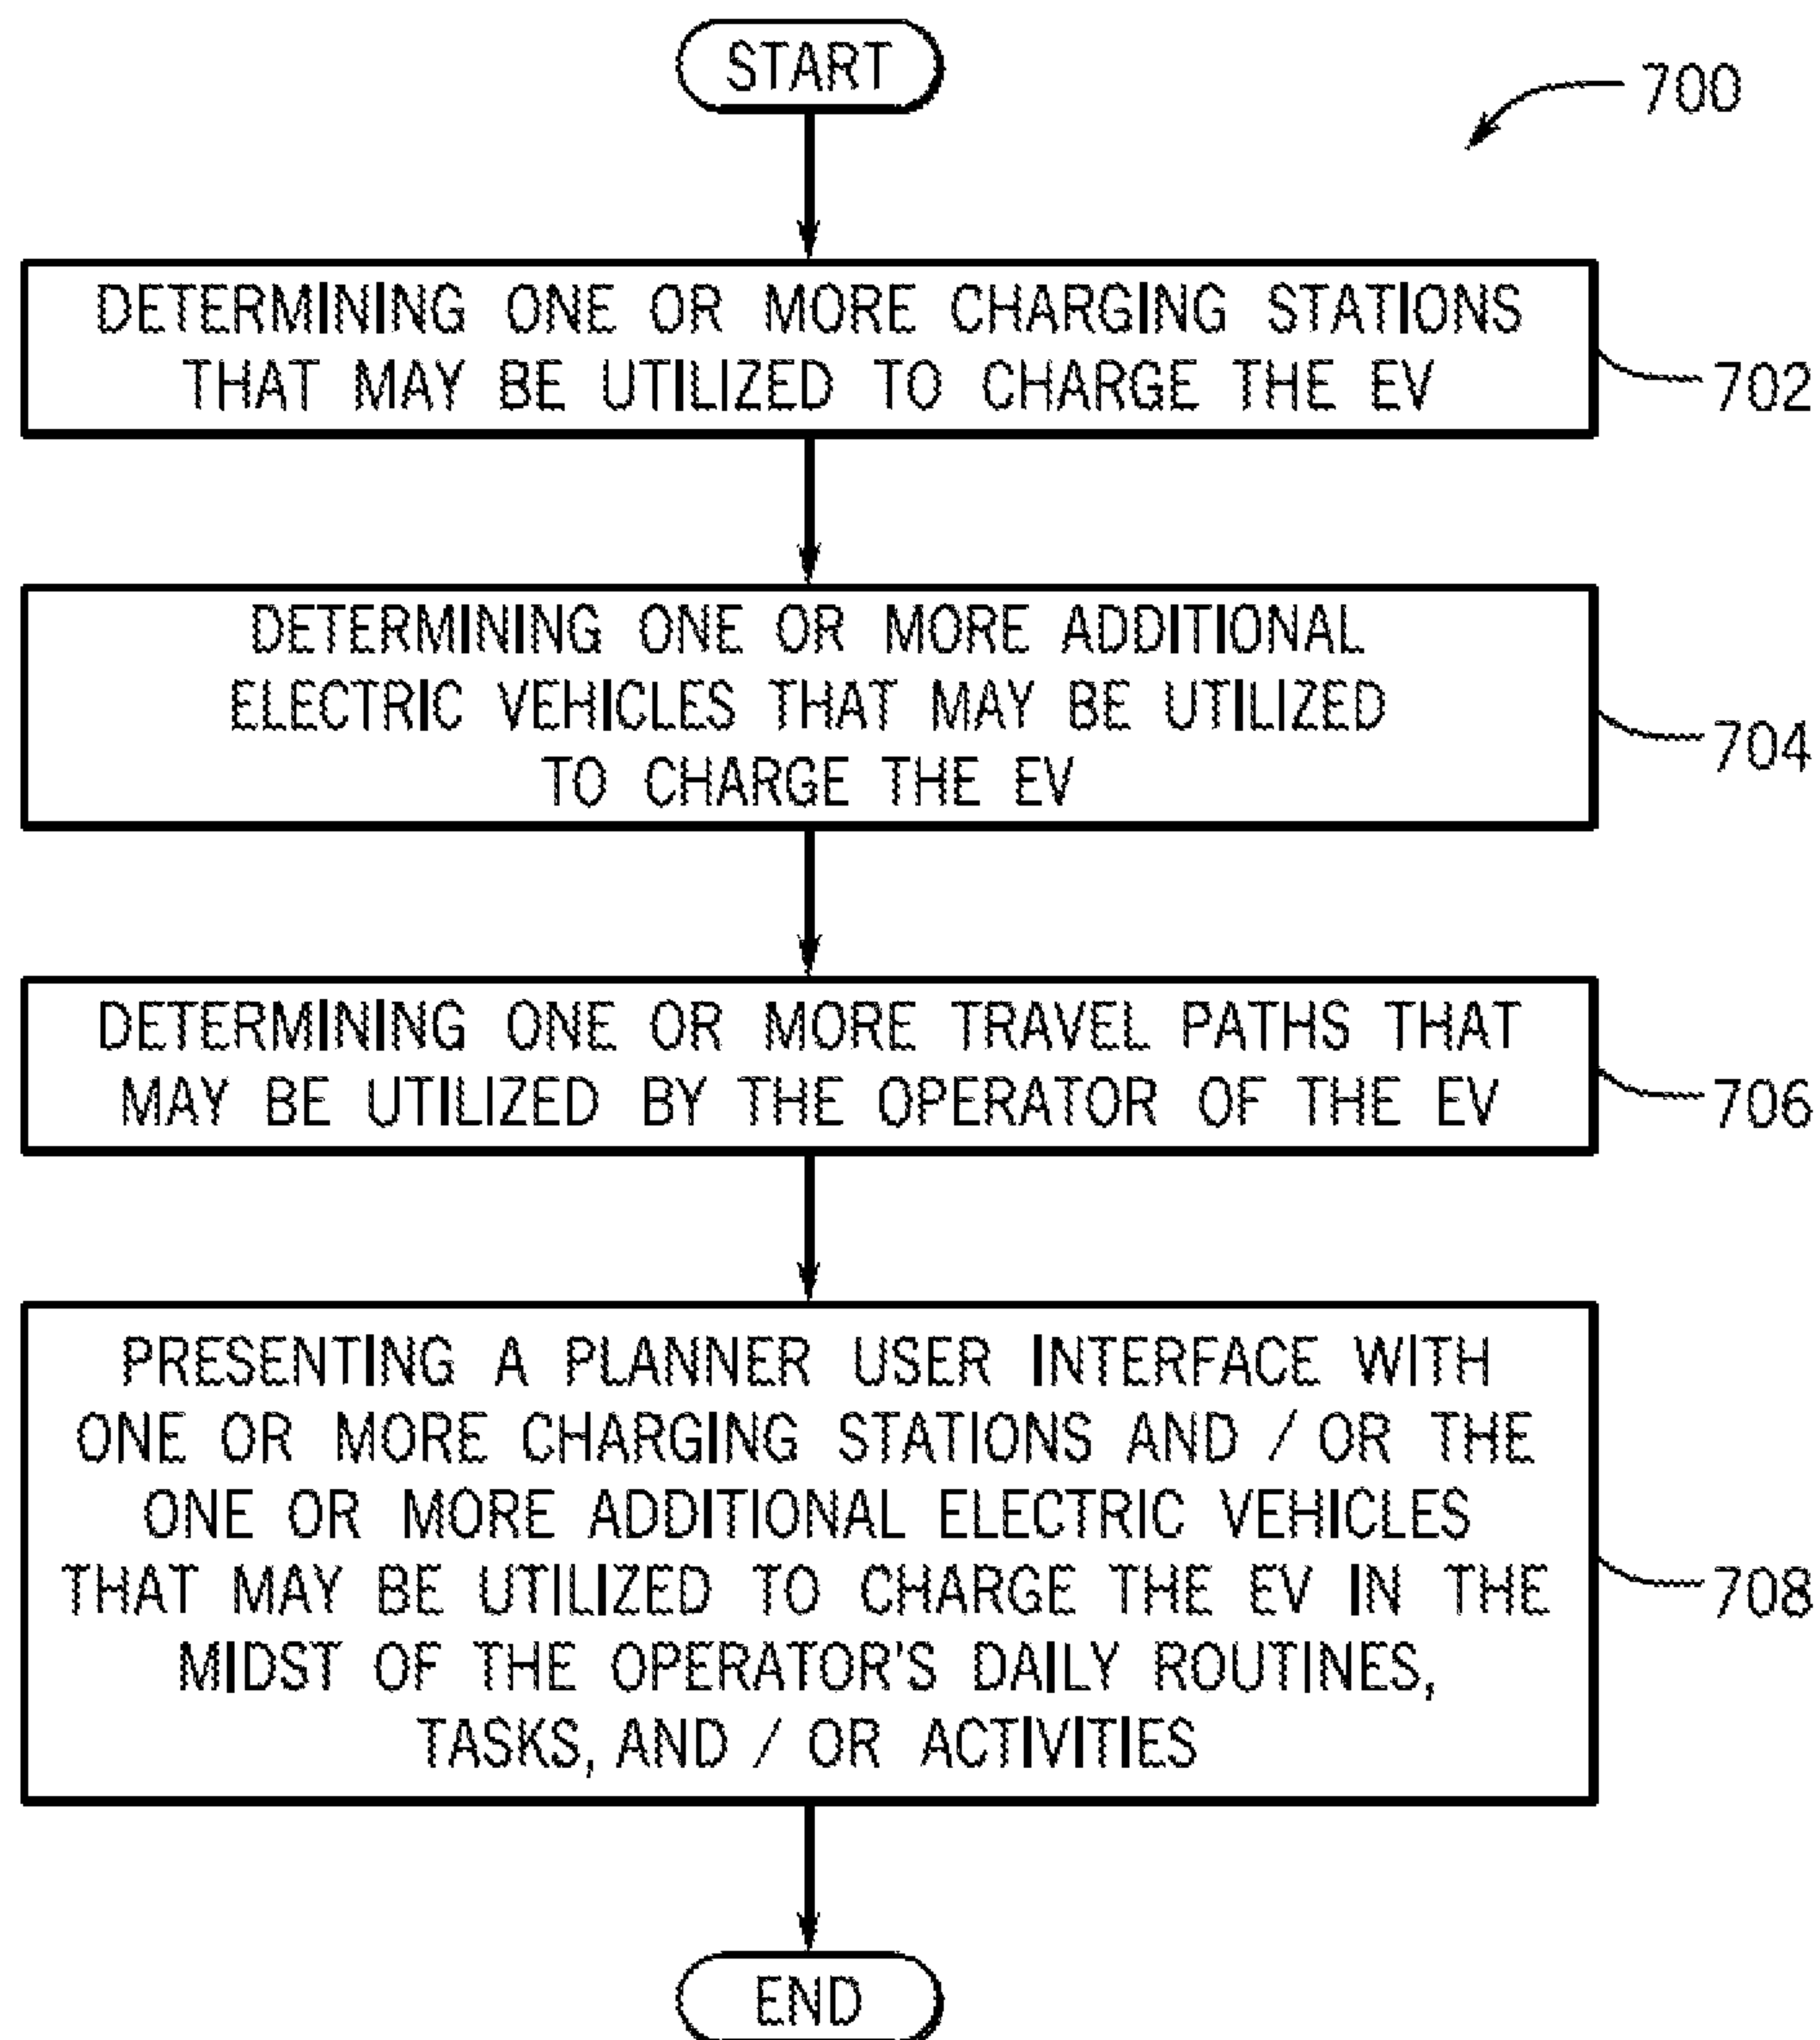 START
700
DETERMINING ONE OR MORE CHARGING STATIONS
THAT MAY BE UTILIZED TO CHARGE THE EV
702
DETERMINING ONE OR MORE ADDITIONAL
ELECTRIC VEHICLES THAT MAY BE UTILIZED
TO CHARGE THE EV
704
DETERMINING ONE OR MORE TRAVEL PATHS THAT
MAY BE UTILIZED BY THE OPERATOR OF THE EV
706
PRESENTING A PLANNER USER INTERFACE WITH
ONE OR MORE CHARGING STATIONS AND / OR THE
ONE OR MORE ADDITIONAL ELECTRIC VEHICLES
THAT MAY BE UTILIZED TO CHARGE THE EV IN THE
MIDST OF THE OPERATOR'S DAILY ROUTINES,
TASKS, AND / OR ACTIVITIES
708
END